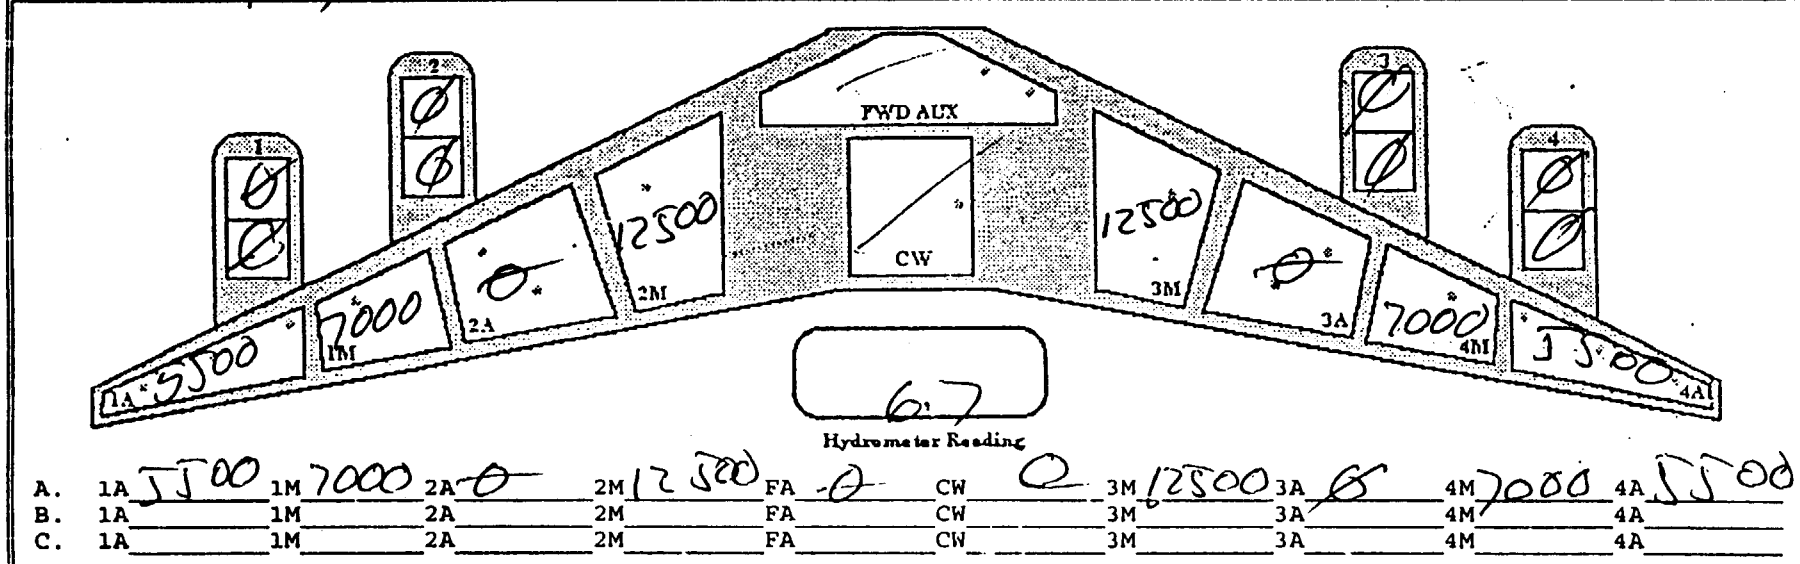 2
3
Ø
Ø
1
Ø
Ø
FWD AUX
4
Ø
Ø
Ø
Ø
12500
2M
CW
12500
3M
Ø
2A
Ø
3A
7000
1M
7000
4M
5500
1A
5500
4A
6.7
Hydrometer Reading
A. 1A 5500 1M 7000 2A Ø 2M 12500 FA Ø CW 0 3M 12500 3A Ø 4M 7000 4A 5500
B. 1A 1M 2A 2M FA CW 3M 3A 4M 4A
C. 1A 1M 2A 2M FA CW 3M 3A 4M 4A